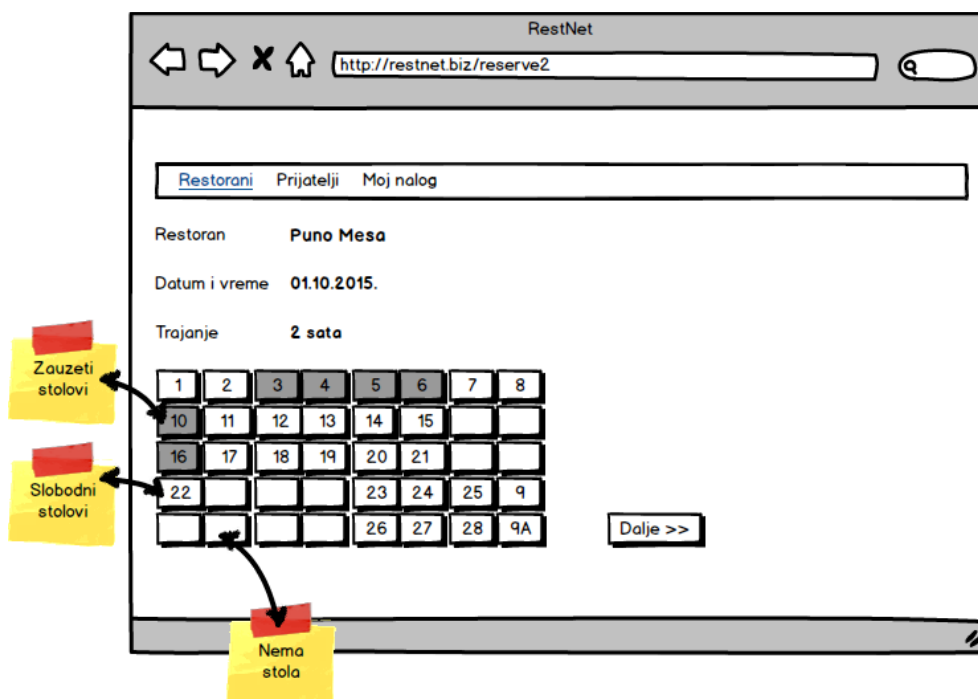 RestNet
http://restnet.biz/reserve2
Restorani Prijatelji Moj nalog
Restoran Puno Mesa
Datum i vreme 01.10.2015.
Trajanje 2 sata
Zauzeti
stolovi
1 2 3 4 5 6 7 8
10 11 12 13 14 15
16 17 18 19 20 21
Slobodni
stolovi
22 23 24 25 9
26 27 28 9A
Dalje >>
Nema
stola